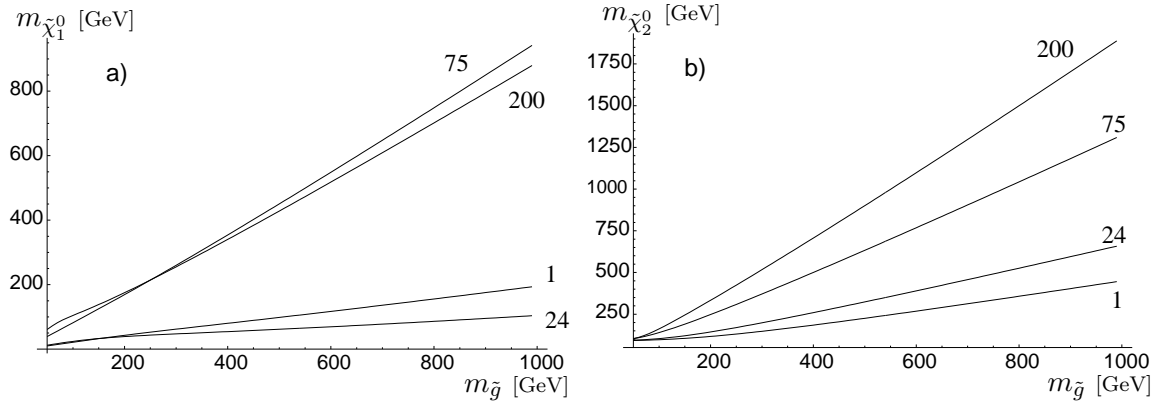 m_{\tilde{\chi}_1^0} [GeV]
a)
75
200
1
24
800
600
400
200
200 400 600 800 1000
m_{\tilde{g}} [GeV]
m_{\tilde{\chi}_2^0} [GeV]
b)
200
75
24
1
1750
1500
1250
1000
750
500
250
200 400 600 800 1000
m_{\tilde{g}} [GeV]